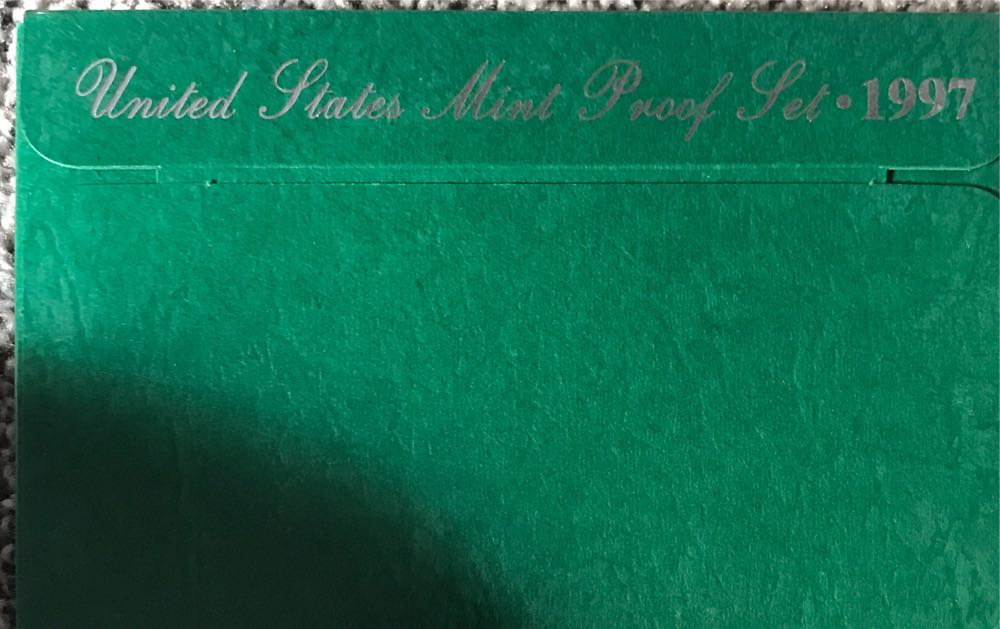 United States Mint Proof Set • 1997